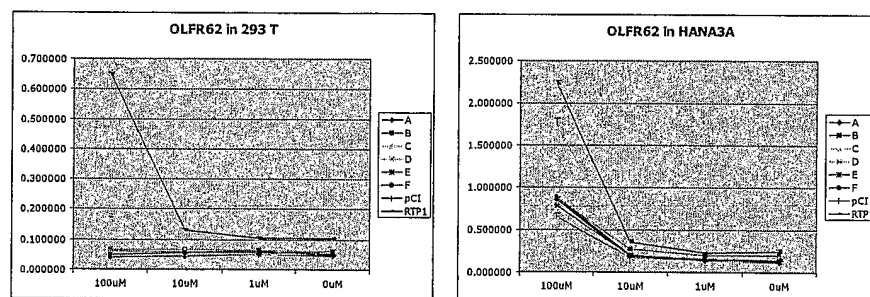 OLFR62 in 293 T
0.700000
0.600000
0.500000
0.400000
0.300000
0.200000
0.100000
0.000000
100uM 10uM 1uM 0uM
A
B
C
D
E
F
pCI
RTP1
OLFR62 in HANA3A
2.500000
2.000000
1.500000
1.000000
0.500000
0.000000
100uM 10uM 1uM 0uM
A
B
C
D
E
F
pCI
RTP